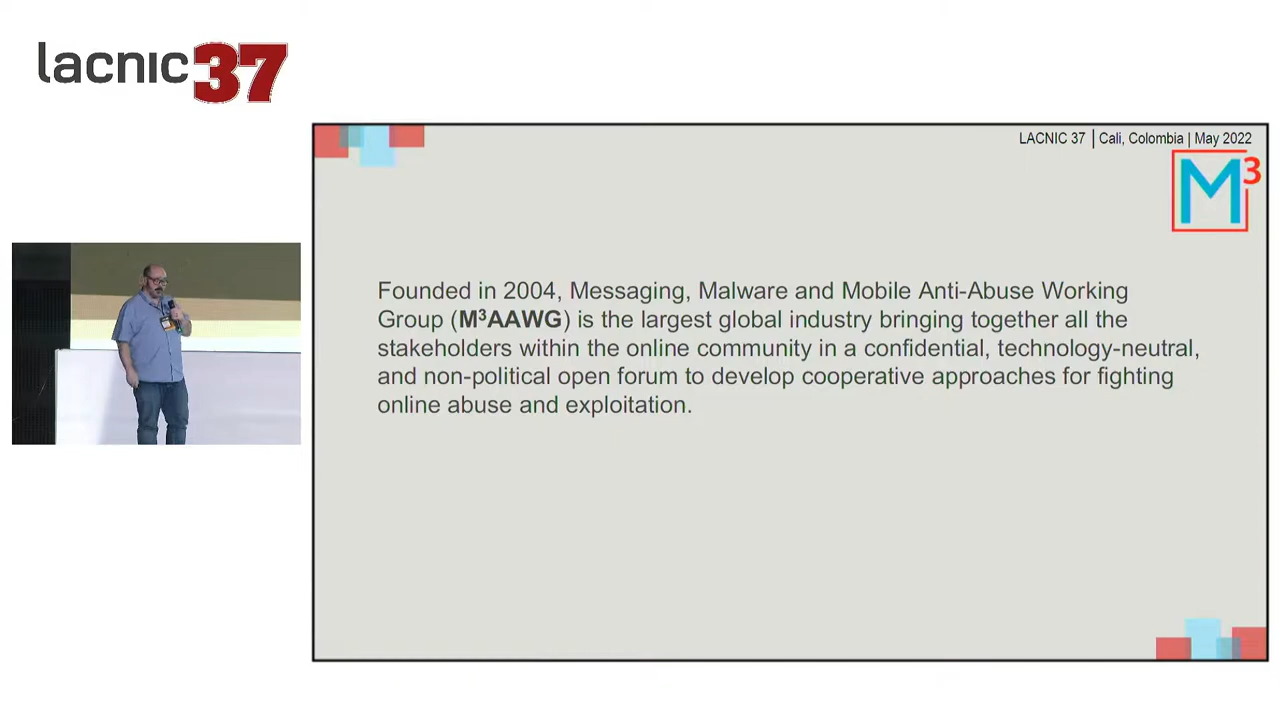 lacnic37
LACNIC 37 | Cali, Colombia | May 2022
M3
Founded in 2004, Messaging, Malware and Mobile Anti-Abuse Working
Group (M³AAWG) is the largest global industry bringing together all the
stakeholders within the online community in a confidential, technology-neutral,
and non-political open forum to develop cooperative approaches for fighting
online abuse and exploitation.